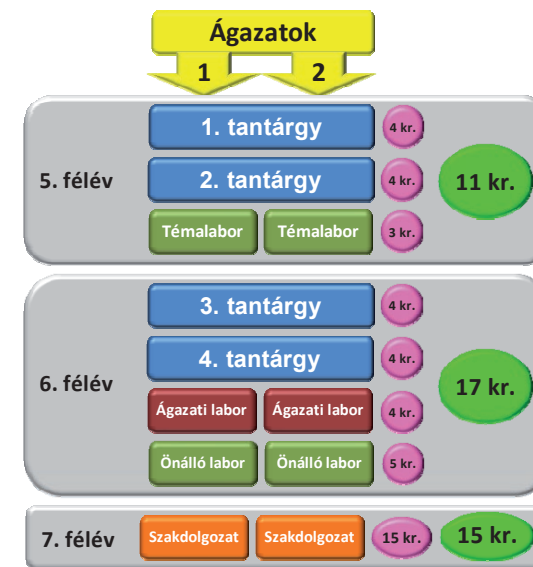 Ágazatok
1 2
5. félév
1. tantárgy 4 kr.
2. tantárgy 4 kr.
Témalabor Témalabor 3 kr.
11 kr.
6. félév
3. tantárgy 4 kr.
4. tantárgy 4 kr.
Ágazati labor Ágazati labor 4 kr.
Önálló labor Önálló labor 5 kr.
17 kr.
7. félév Szakdolgozat Szakdolgozat 15 kr. 15 kr.